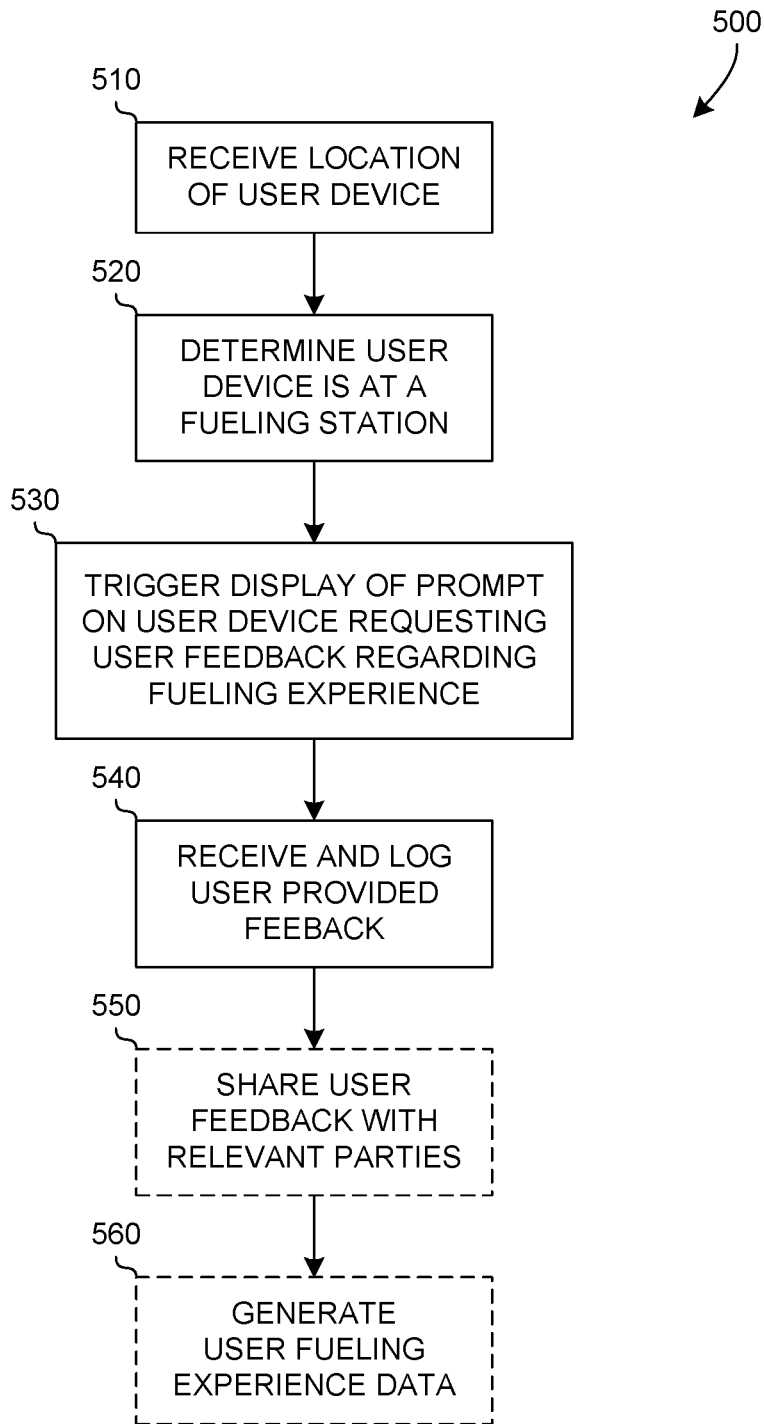 500
510
RECEIVE LOCATION
OF USER DEVICE
520
DETERMINE USER
DEVICE IS AT A
FUELING STATION
530
TRIGGER DISPLAY OF PROMPT
ON USER DEVICE REQUESTING
USER FEEDBACK REGARDING
FUELING EXPERIENCE
540
RECEIVE AND LOG
USER PROVIDED
FEEBACK
550
SHARE USER
FEEDBACK WITH
RELEVANT PARTIES
560
GENERATE
USER FUELING
EXPERIENCE DATA